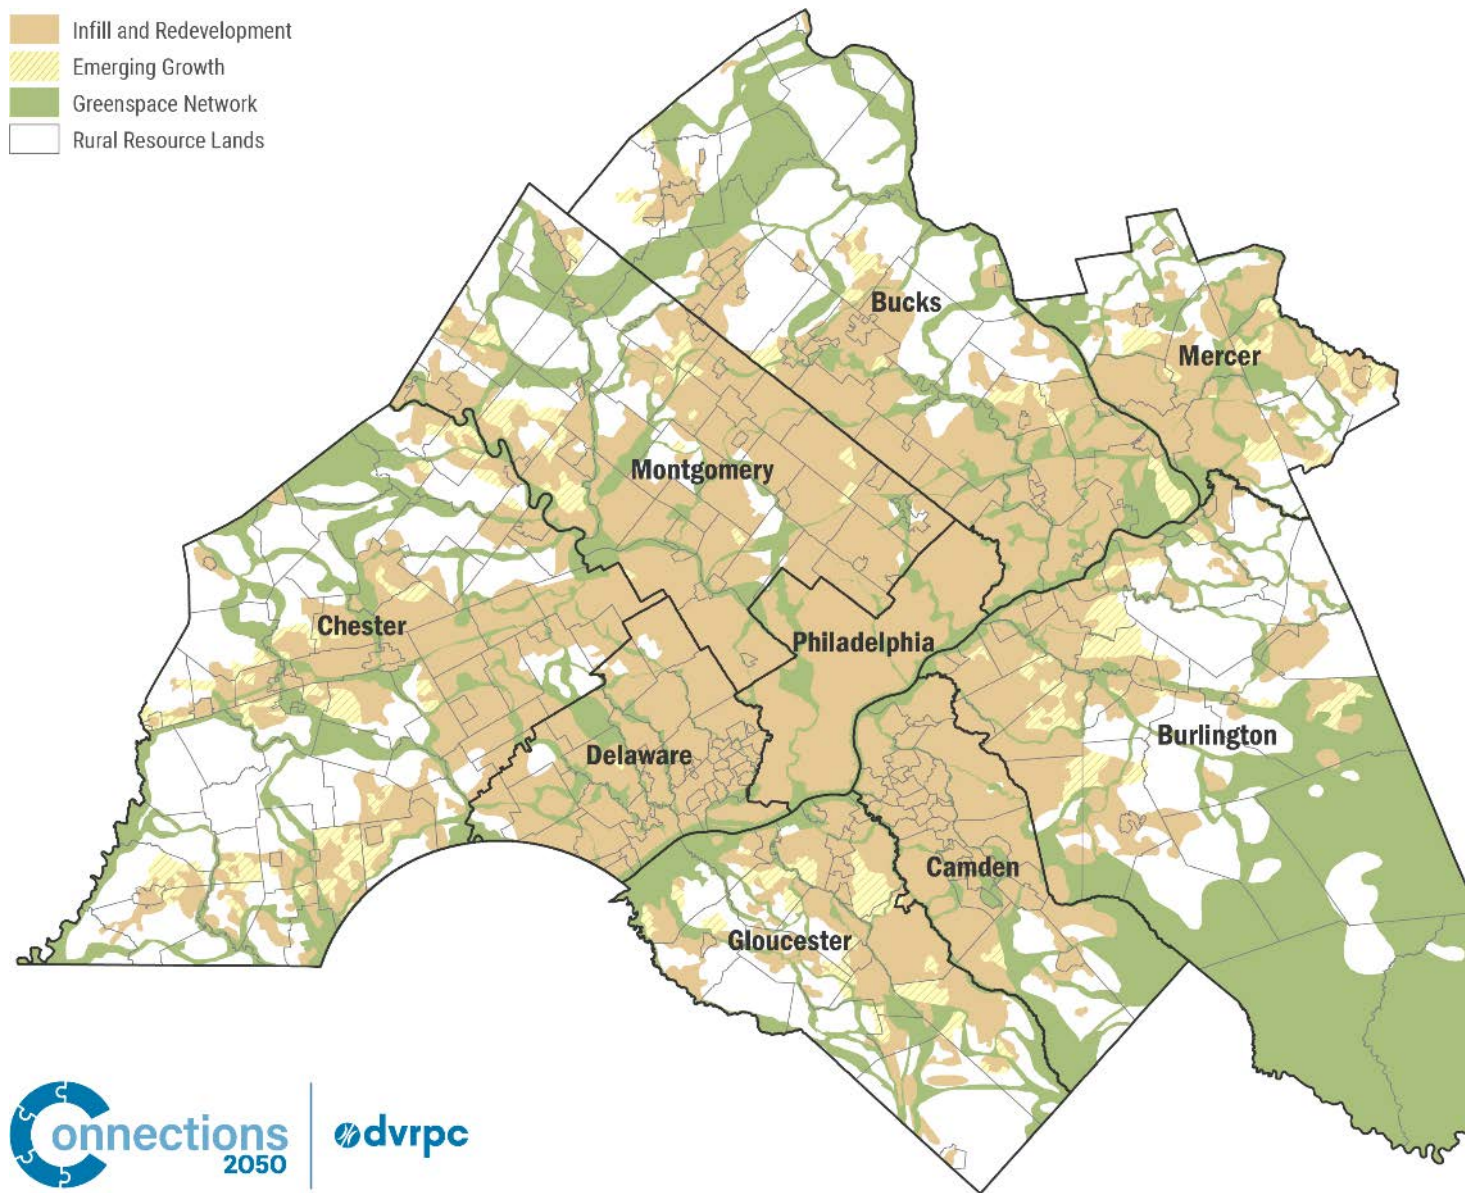 Infill and Redevelopment
Emerging Growth
Greenspace Network
Rural Resource Lands
Bucks
Mercer
Montgomery
Chester
Philadelphia
Burlington
Delaware
Camden
Gloucester
Connections
2050
dvrpc